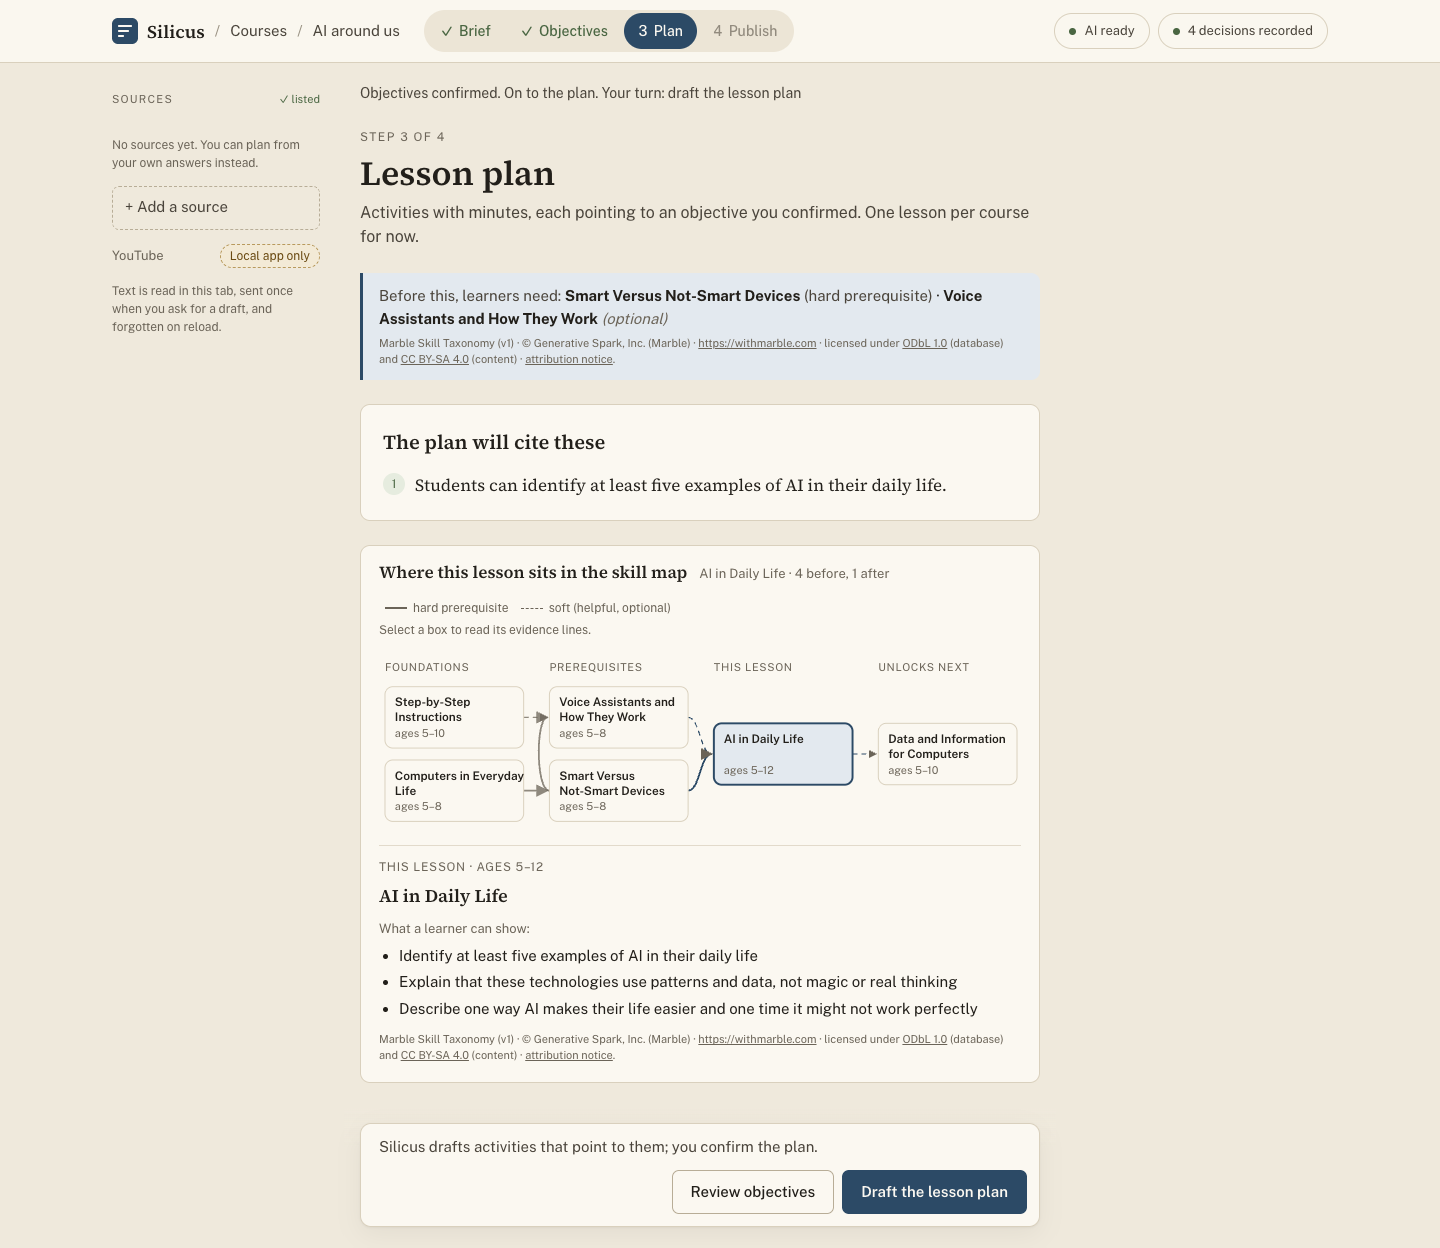 Silicus / Courses / AI around us
✓ Brief
✓ Objectives
3 Plan
4 Publish
AI ready
4 decisions recorded
SOURCES
✓ listed
No sources yet. You can plan from
your own answers instead.
+ Add a source
YouTube
Local app only
Text is read in this tab, sent once
when you ask for a draft, and
forgotten on reload.
Objectives confirmed. On to the plan. Your turn: draft the lesson plan
STEP 3 OF 4
Lesson plan
Activities with minutes, each pointing to an objective you confirmed. One lesson per course
for now.
Before this, learners need: Smart Versus Not-Smart Devices (hard prerequisite) · Voice
Assistants and How They Work (optional)
Marble Skill Taxonomy (v1) · © Generative Spark, Inc. (Marble) · https://withmarble.com · licensed under ODbL 1.0 (database)
and CC BY-SA 4.0 (content) · attribution notice.
The plan will cite these
1 Students can identify at least five examples of AI in their daily life.
Where this lesson sits in the skill map AI in Daily Life · 4 before, 1 after
hard prerequisite
soft (helpful, optional)
Select a box to read its evidence lines.
FOUNDATIONS
PREREQUISITES
THIS LESSON
UNLOCKS NEXT
Step-by-Step
Instructions
ages 5–10
Computers in Everyday
Life
ages 5–8
Voice Assistants and
How They Work
ages 5–8
Smart Versus
Not-Smart Devices
ages 5–8
AI in Daily Life
ages 5–12
Data and Information
for Computers
ages 5–10
THIS LESSON · AGES 5–12
AI in Daily Life
What a learner can show:
• Identify at least five examples of AI in their daily life
• Explain that these technologies use patterns and data, not magic or real thinking
• Describe one way AI makes their life easier and one time it might not work perfectly
Marble Skill Taxonomy (v1) · © Generative Spark, Inc. (Marble) · https://withmarble.com · licensed under ODbL 1.0 (database)
and CC BY-SA 4.0 (content) · attribution notice.
Silicus drafts activities that point to them; you confirm the plan.
Review objectives
Draft the lesson plan